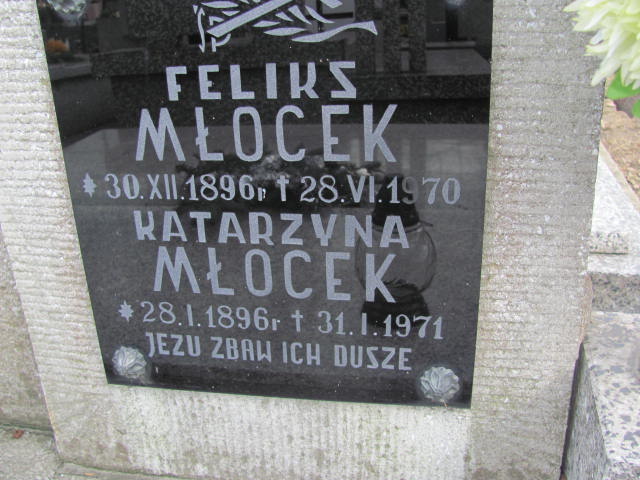 FELIKS
MŁOCEK
* 30.XII.1896r † 28.VI.1970
KATARZYNA
MŁOCEK
* 28.I.1896r † 31.I.1971
JEZU ZBAW ICH DUSZE